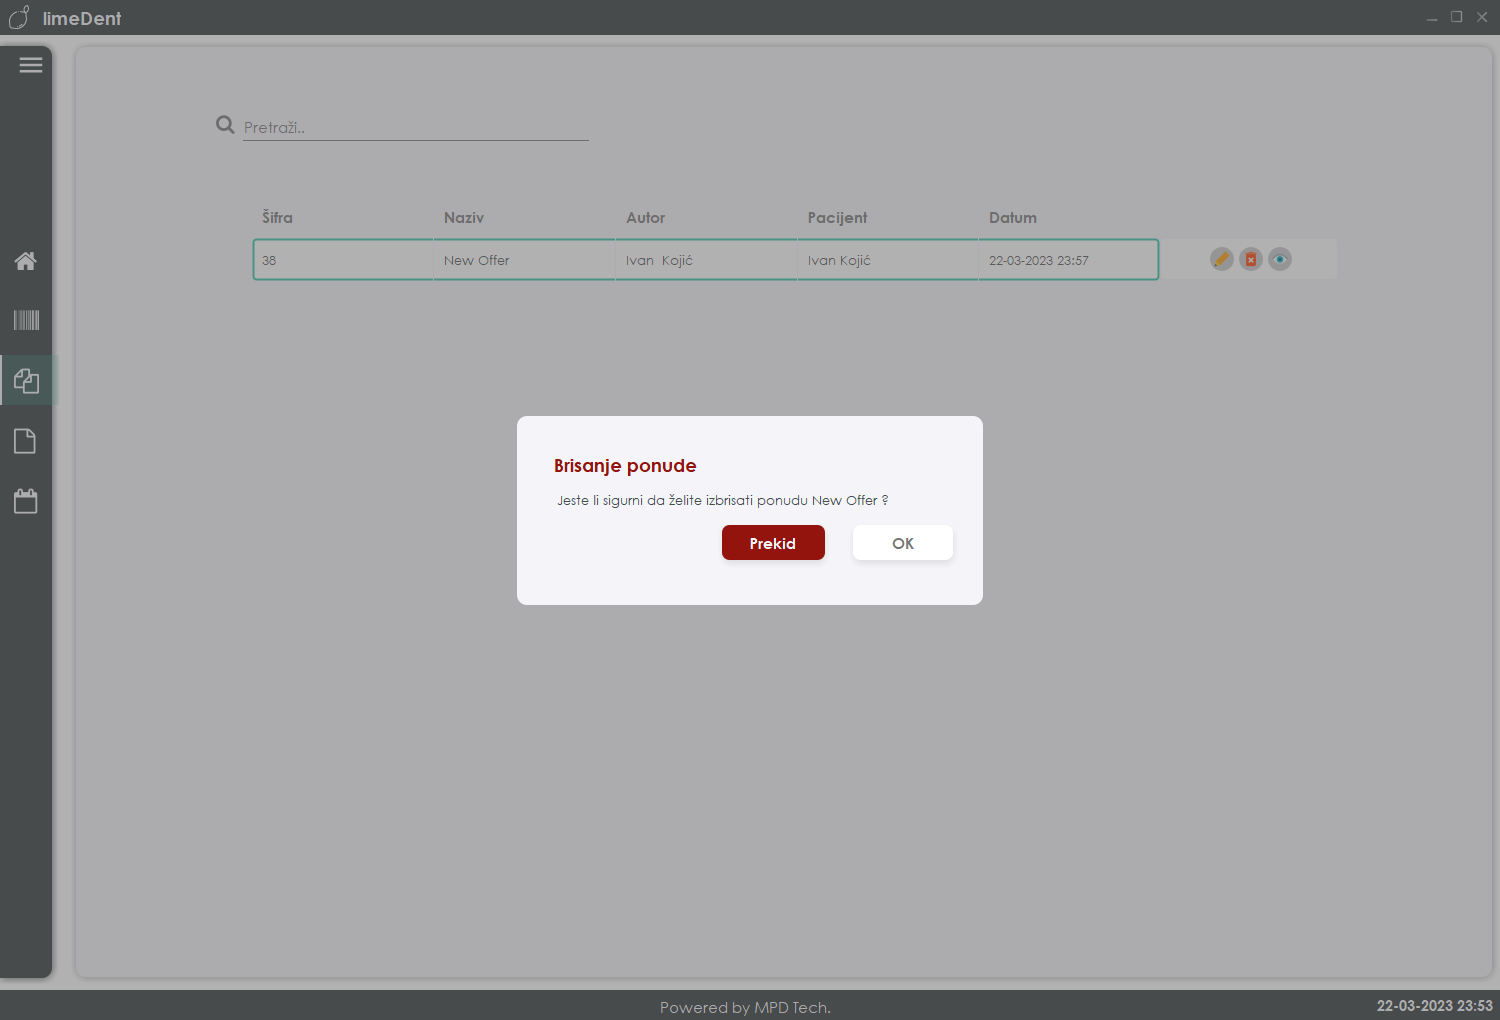 limeDent
Pretraži..
Šifra Naziv Autor Pacijent Datum
38 New Offer Ivan Kojić Ivan Kojić 22-03-2023 23:57
Brisanje ponude
Jeste li sigurni da želite izbrisati ponudu New Offer ?
Prekid OK
Powered by MPD Tech.
22-03-2023 23:53